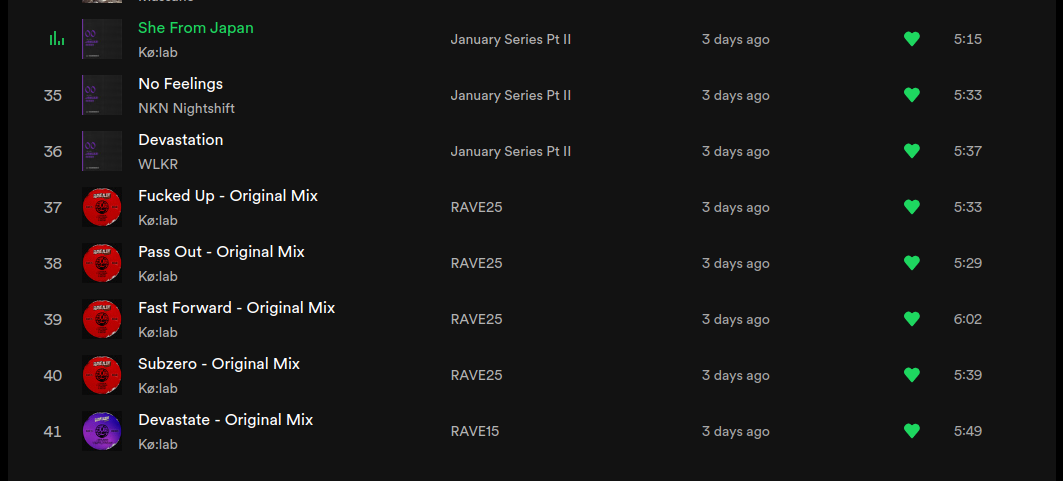 She From Japan
Kø:lab
January Series Pt II
3 days ago
5:15
35
No Feelings
NKN Nightshift
January Series Pt II
3 days ago
5:33
36
Devastation
WLKR
January Series Pt II
3 days ago
5:37
37
Fucked Up - Original Mix
Kø:lab
RAVE25
3 days ago
5:33
38
Pass Out - Original Mix
Kø:lab
RAVE25
3 days ago
5:29
39
Fast Forward - Original Mix
Kø:lab
RAVE25
3 days ago
6:02
40
Subzero - Original Mix
Kø:lab
RAVE25
3 days ago
5:39
41
Devastate - Original Mix
Kø:lab
RAVE15
3 days ago
5:49